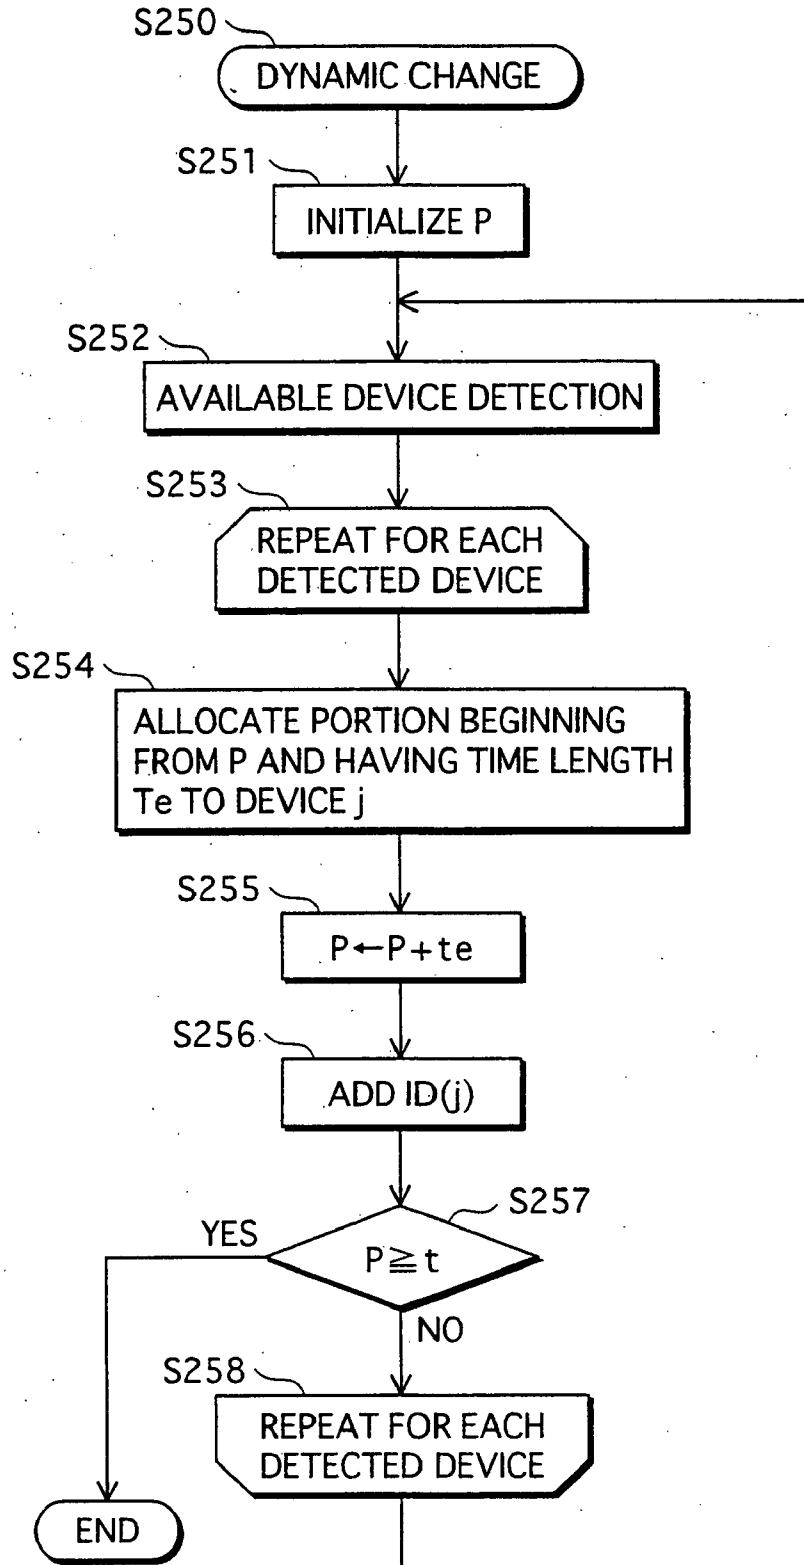 S250
DYNAMIC CHANGE
S251
INITIALIZE P
S252
AVAILABLE DEVICE DETECTION
S253
REPEAT FOR EACH
DETECTED DEVICE
S254
ALLOCATE PORTION BEGINNING
FROM P AND HAVING TIME LENGTH
Te TO DEVICE j
S255
P←P+te
S256
ADD ID(j)
S257
YES
P≧t
NO
S258
REPEAT FOR EACH
DETECTED DEVICE
END